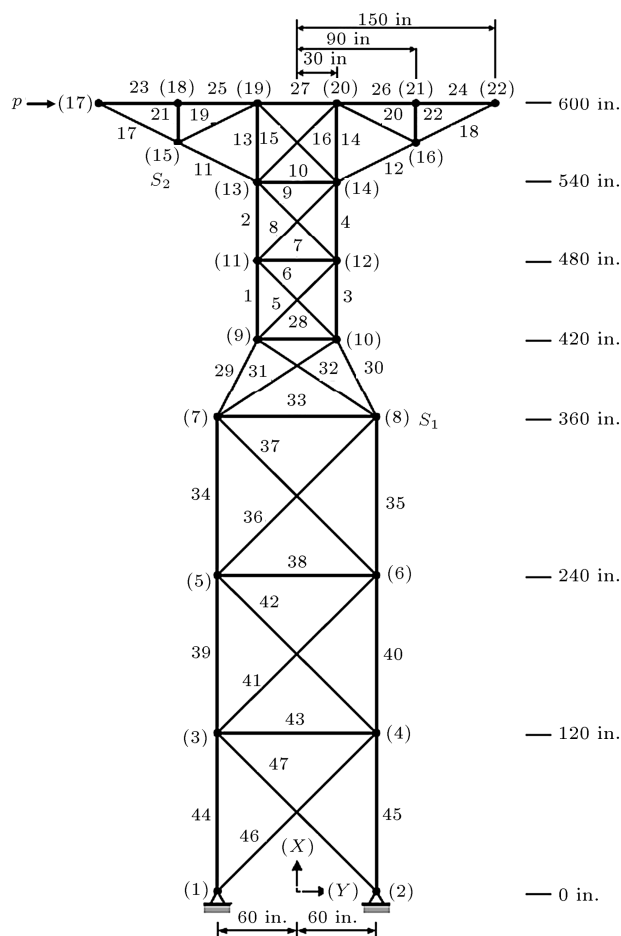 150 in
90 in
30 in
23 (18) 25 (19) 27 (20) 26 (21) 24 (22)
p (17) 600 in.
21 19 20 22
17 13 15 16 14 18
(15) (16)
11 10 12
S2
(13) 9 (14) 540 in.
2 8 4
7
(11) (12) 480 in.
6
1 5 3
28
(9) (10) 420 in.
29 31 32 30
33
(7) (8) S1 360 in.
37
34 35
36
38
(5) (6) 240 in.
42
39 40
41
43
(3) (4) 120 in.
47
44 45
46
(X)
(1) (Y) (2) 0 in.
60 in. 60 in.